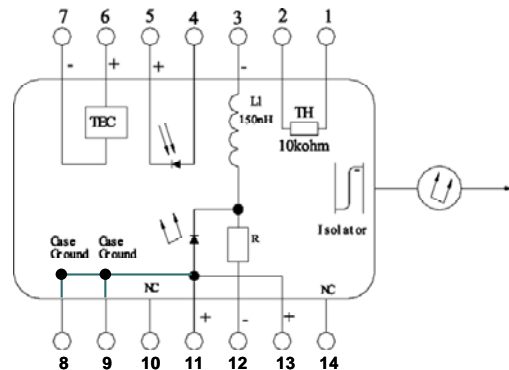 7 6 5 4 3 2 1
- + + - 
TEC
L1
150nH
TH
10kohm
Isolator
R
Case
Ground
Case
Ground
NC
NC
+ - +
8 9 10 11 12 13 14